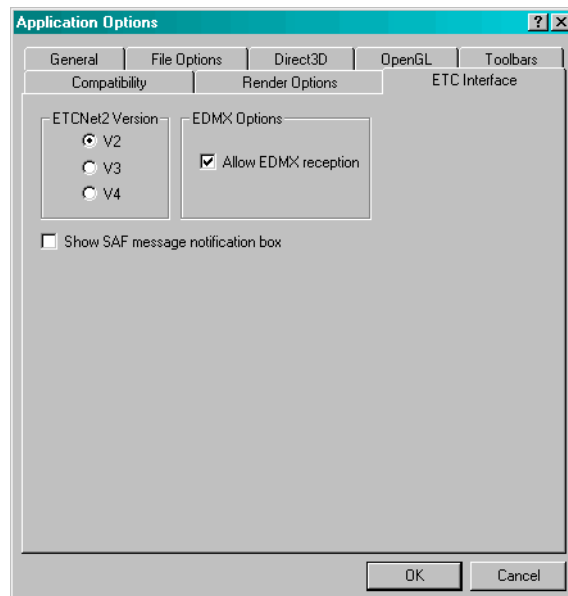 Application Options
General File Options Direct3D OpenGL Toolbars
Compatibility Render Options ETC Interface
ETCNet2 Version EDMX Options
V2
Allow EDMX reception
V3
V4
Show SAF message notification box
OK Cancel